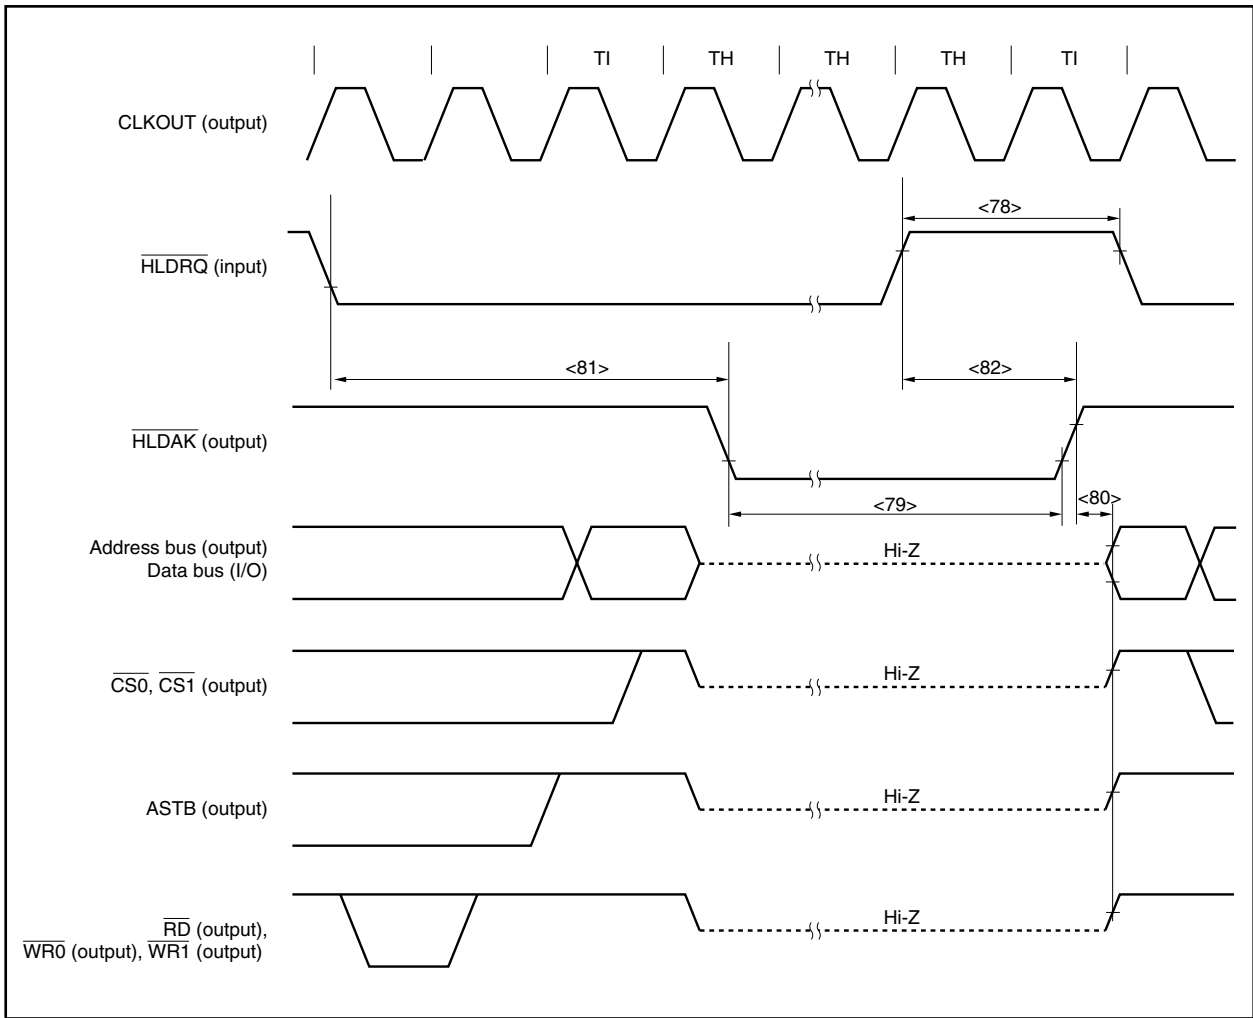 TI TH TH TH TI
CLKOUT (output)
<78>
HLDRQ (input)
<81> <82>
HLDAK (output)
<79> <80>
Address bus (output)
Data bus (I/O)
Hi-Z
CS0, CS1 (output)
Hi-Z
ASTB (output)
Hi-Z
RD (output),
WR0 (output), WR1 (output)
Hi-Z